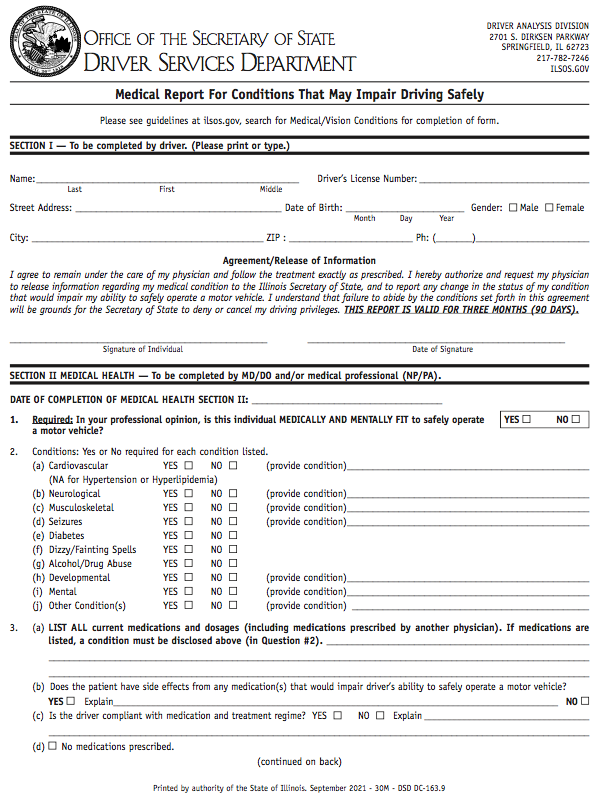 OFFICE OF THE SECRETARY OF STATE
DRIVER SERVICES DEPARTMENT
DRIVER ANALYSIS DIVISION
2701 S. DIRKSEN PARKWAY
SPRINGFIELD, IL 62723
217-782-7246
ILSOS.GOV
Medical Report For Conditions That May Impair Driving Safely
Please see guidelines at ilsos.gov, search for Medical/Vision Conditions for completion of form.
SECTION I — To be completed by driver. (Please print or type.)
Name: Driver's License Number:
Last First Middle
Street Address: Date of Birth: Gender: ☐ Male ☐ Female
Month Day Year
City: ZIP : Ph: ( )
Agreement/Release of Information
I agree to remain under the care of my physician and follow the treatment exactly as prescribed. I hereby authorize and request my physician
to release information regarding my medical condition to the Illinois Secretary of State, and to report any change in the status of my condition
that would impair my ability to safely operate a motor vehicle. I understand that failure to abide by the conditions set forth in this agreement
will be grounds for the Secretary of State to deny or cancel my driving privileges. THIS REPORT IS VALID FOR THREE MONTHS (90 DAYS).
Signature of Individual Date of Signature
SECTION II MEDICAL HEALTH — To be completed by MD/DO and/or medical professional (NP/PA).
DATE OF COMPLETION OF MEDICAL HEALTH SECTION II:
1. Required: In your professional opinion, is this individual MEDICALLY AND MENTALLY FIT to safely operate YES ☐ NO ☐
a motor vehicle?
2. Conditions: Yes or No required for each condition listed.
(a) Cardiovascular YES ☐ NO ☐ (provide condition)
(NA for Hypertension or Hyperlipidemia)
(b) Neurological YES ☐ NO ☐ (provide condition)
(c) Musculoskeletal YES ☐ NO ☐ (provide condition)
(d) Seizures YES ☐ NO ☐ (provide condition)
(e) Diabetes YES ☐ NO ☐
(f) Dizzy/Fainting Spells YES ☐ NO ☐
(g) Alcohol/Drug Abuse YES ☐ NO ☐
(h) Developmental YES ☐ NO ☐ (provide condition)
(i) Mental YES ☐ NO ☐ (provide condition)
(j) Other Condition(s) YES ☐ NO ☐ (provide condition)
3. (a) LIST ALL current medications and dosages (including medications prescribed by another physician). If medications are
listed, a condition must be disclosed above (in Question #2).
(b) Does the patient have side effects from any medication(s) that would impair driver's ability to safely operate a motor vehicle?
YES ☐ Explain NO ☐
(c) Is the driver compliant with medication and treatment regime? YES ☐ NO ☐ Explain
(d) ☐ No medications prescribed.
(continued on back)
Printed by authority of the State of Illinois. September 2021 - 30M - DSD DC-163.9